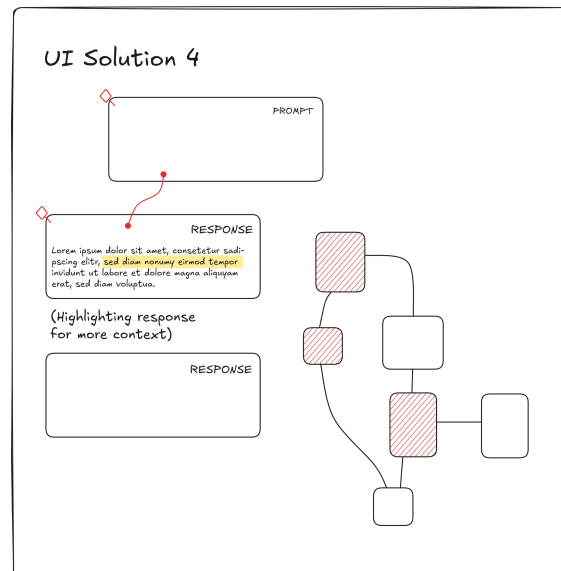 UI Solution 4
PROMPT
RESPONSE
Lorem ipsum dolor sit amet, consetetur sadi-
pscing elitr, sed diam nonumy eirmod tempor
invidunt ut labore et dolore magna aliquyam
erat, sed diam voluptua.
(Highlighting response
for more context)
RESPONSE